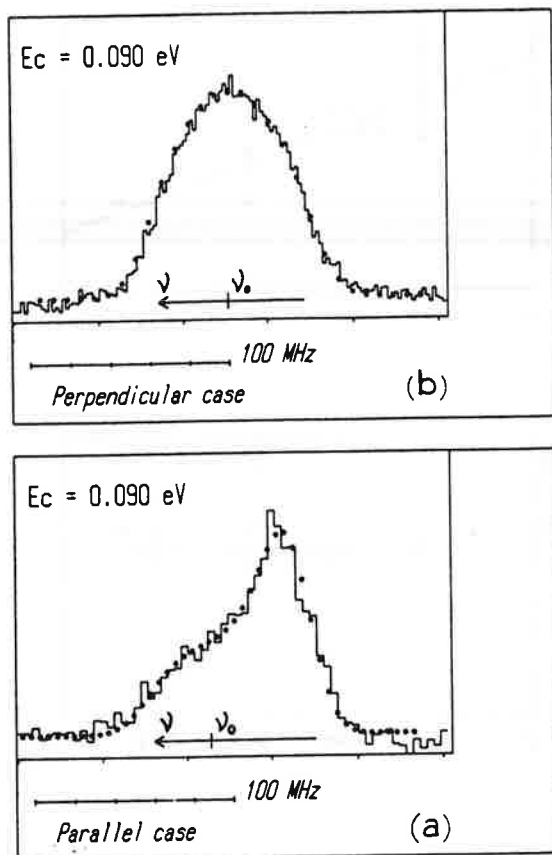 Ec = 0.090 eV
ν ν₀
100 MHz
Perpendicular case
(b)
Ec = 0.090 eV
ν ν₀
100 MHz
Parallel case
(a)